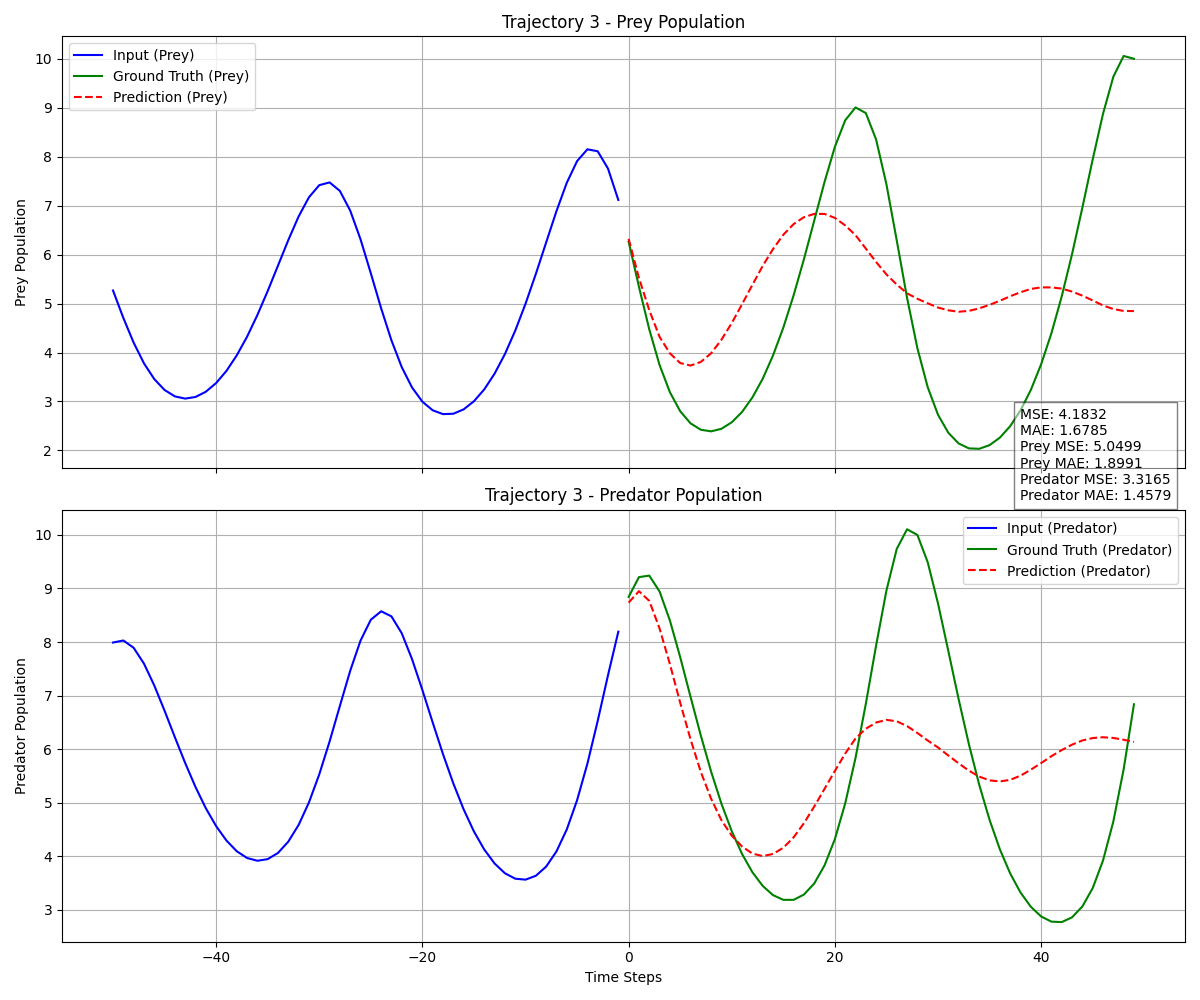 Trajectory 3 - Prey Population
Input (Prey)
Ground Truth (Prey)
Prediction (Prey)
10
9
8
7
6
5
4
3
2
Prey Population
MSE: 4.1832
MAE: 1.6785
Prey MSE: 5.0499
Prey MAE: 1.8991
Predator MSE: 3.3165
Predator MAE: 1.4579
Trajectory 3 - Predator Population
Input (Predator)
Ground Truth (Predator)
Prediction (Predator)
10
9
8
7
6
5
4
3
Predator Population
−40
−20
0
20
40
Time Steps